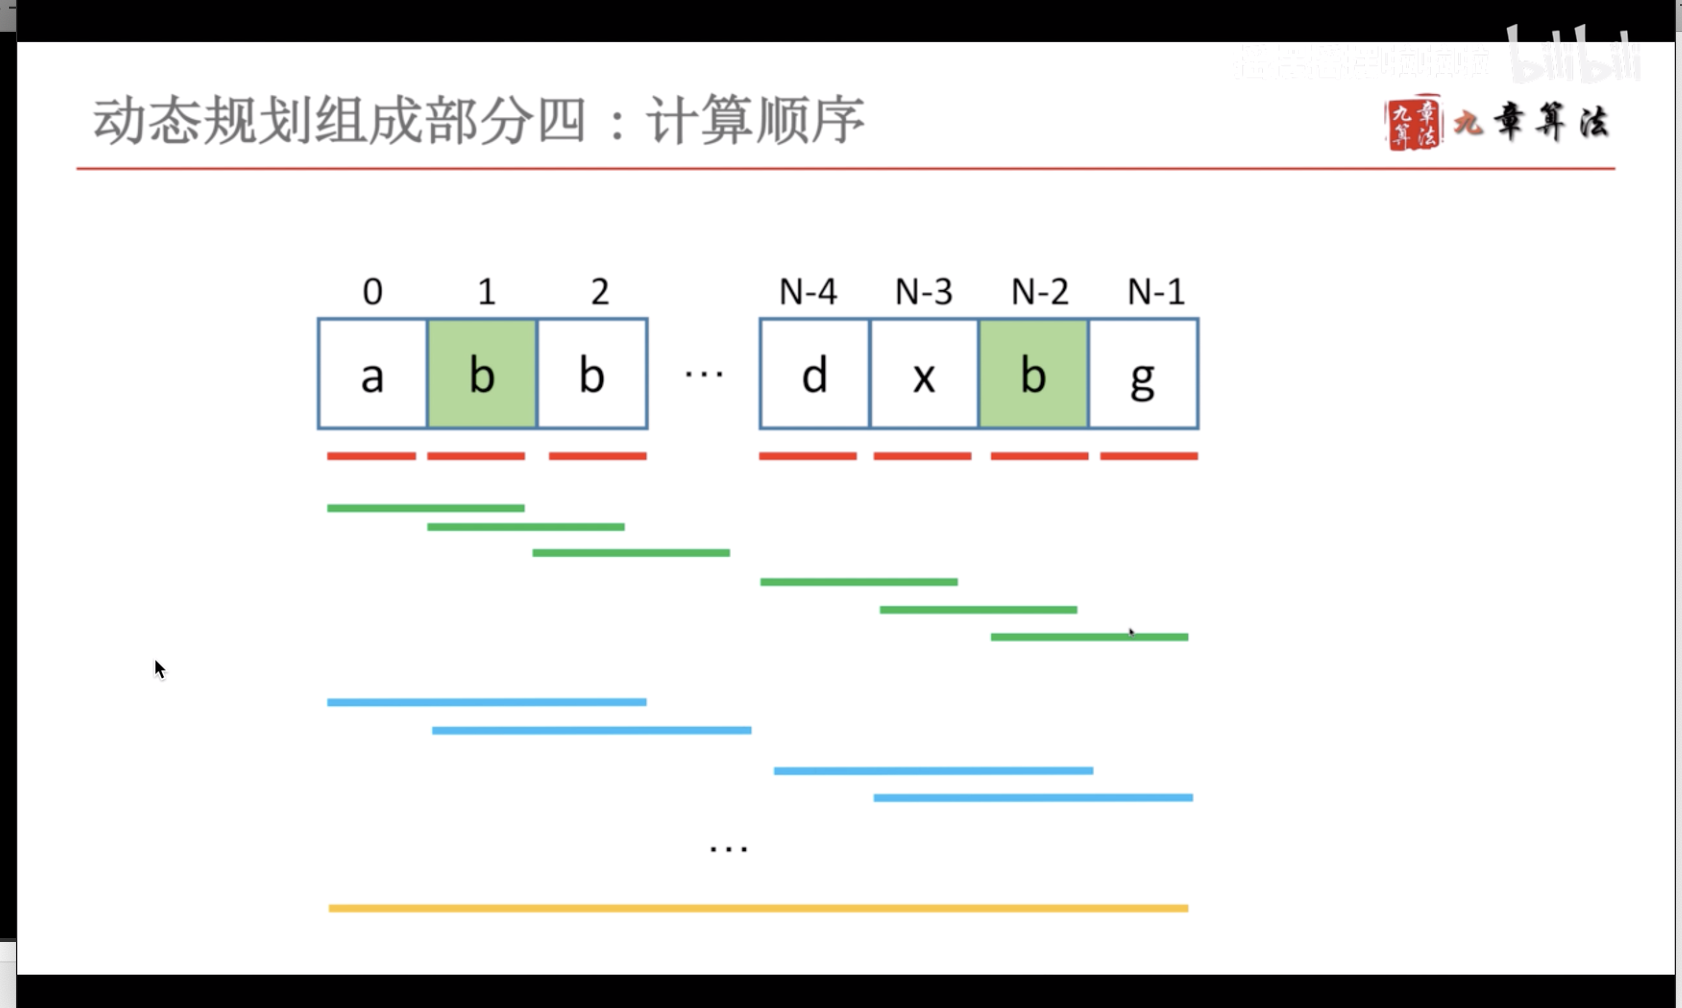 bilibili
动态规划组成部分四：计算顺序
九章算法 九章算法
0 1 2 N-4 N-3 N-2 N-1
a b b ... d x b g
...